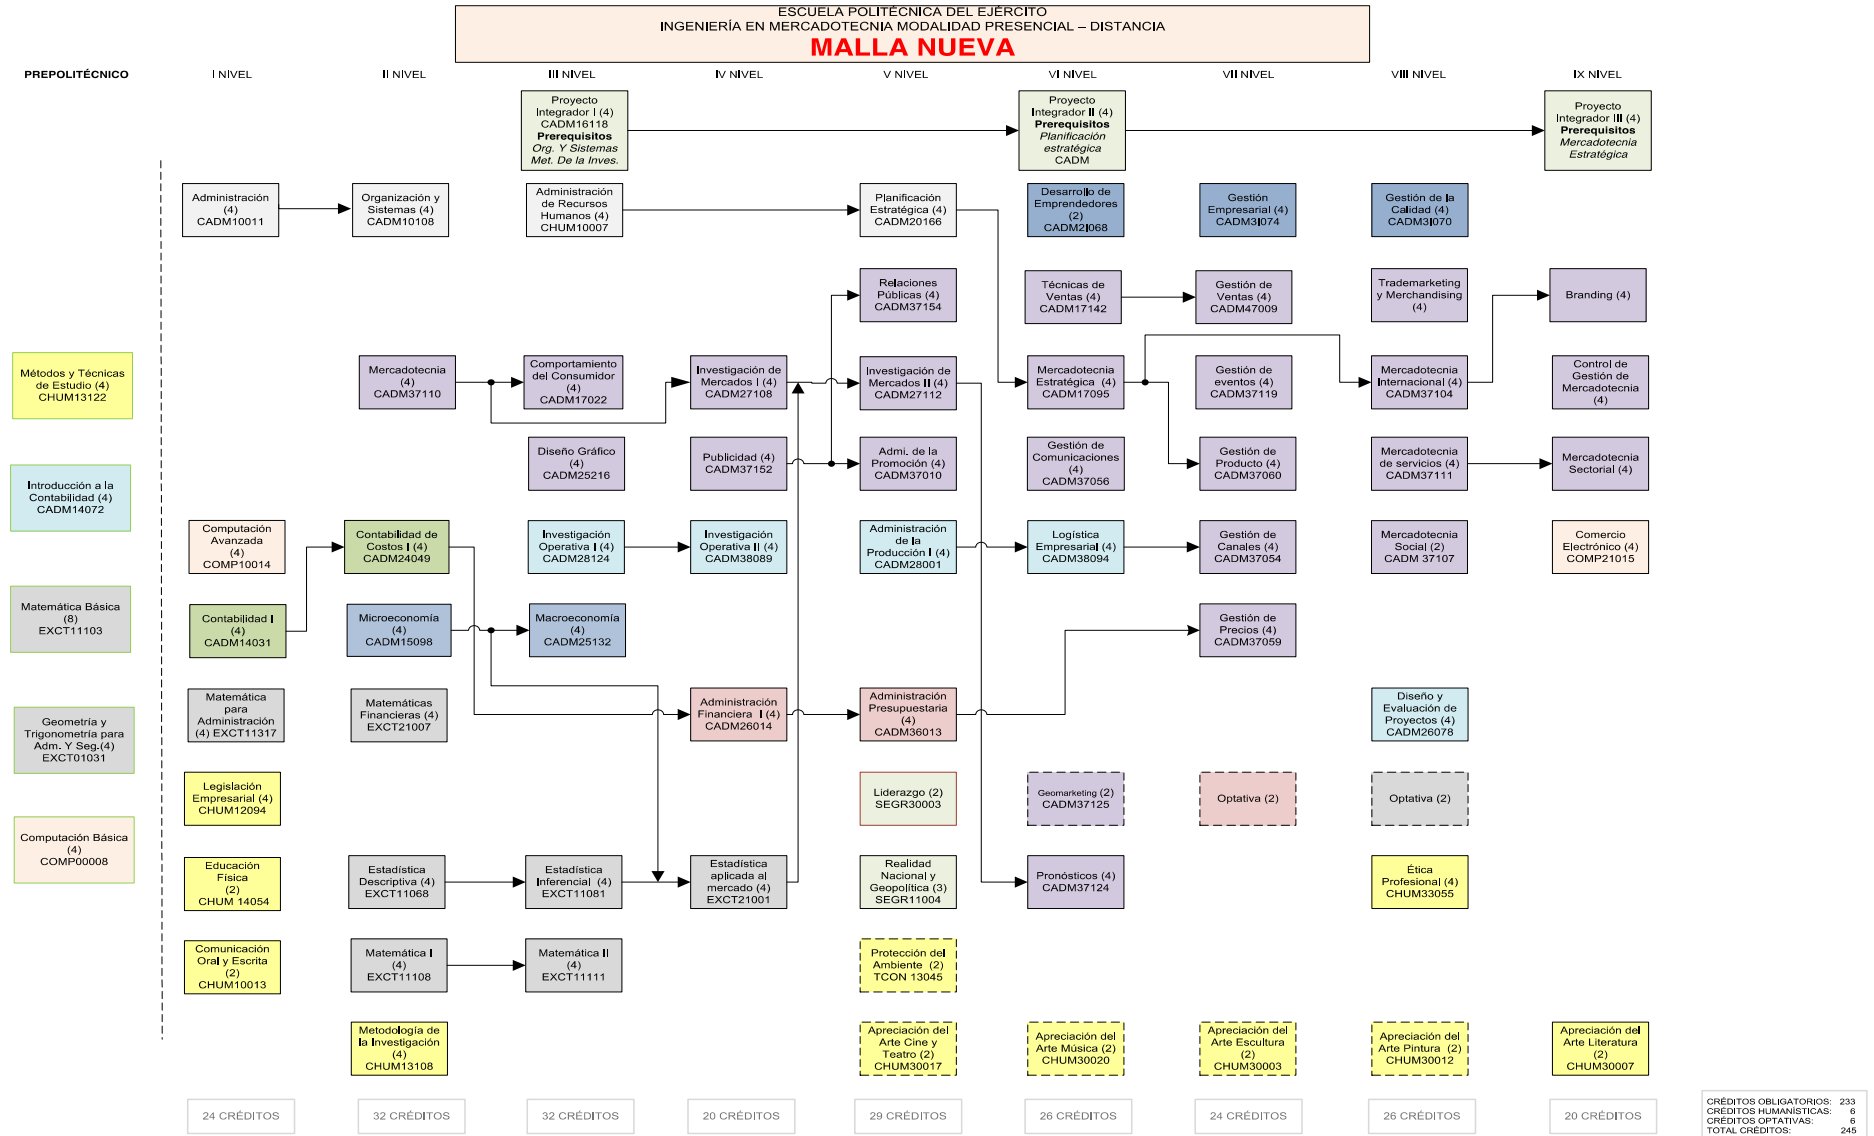 ESCUELA POLITÉCNICA DEL EJÉRCITO
INGENIERÍA EN MERCADOTECNIA MODALIDAD PRESENCIAL – DISTANCIA
MALLA NUEVA
PREPOLITÉCNICO
I NIVEL
II NIVEL
III NIVEL
IV NIVEL
V NIVEL
VI NIVEL
VII NIVEL
VIII NIVEL
IX NIVEL
Proyecto
Integrador I (4)
CADM16118
Prerequisitos
Org. Y Sistemas
Met. De la Inves.
Proyecto
Integrador II (4)
Prerequisitos
Planificación
estratégica
CADM
Proyecto
Integrador III (4)
Prerequisitos
Mercadotecnia
Estratégica
Administración
(4)
CADM10011
Organización y
Sistemas (4)
CADM10108
Administración
de Recursos
Humanos (4)
CHUM10007
Planificación
Estratégica (4)
CADM20166
Desarrollo de
Emprendedores
(2)
CADM2I068
Gestión
Empresarial (4)
CADM3I074
Gestión de la
Calidad (4)
CADM3I070
Relaciones
Públicas (4)
CADM37154
Técnicas de
Ventas (4)
CADM17142
Gestión de
Ventas (4)
CADM47009
Trademarketing
y Merchandising
(4)
Branding (4)
Métodos y Técnicas
de Estudio (4)
CHUM13122
Mercadotecnia
(4)
CADM37110
Comportamiento
del Consumidor
(4)
CADM17022
Investigación de
Mercados I (4)
CADM27108
Investigación de
Mercados II (4)
CADM27112
Mercadotecnia
Estratégica (4)
CADM17095
Gestión de
eventos (4)
CADM37119
Mercadotecnia
Internacional (4)
CADM37104
Control de
Gestión de
Mercadotecnia
(4)
Introducción a la
Contabilidad (4)
CADM14072
Diseño Gráfico
(4)
CADM25216
Publicidad (4)
CADM37152
Admi. de la
Promoción (4)
CADM37010
Gestión de
Comunicaciones
(4)
CADM37056
Gestión de
Producto (4)
CADM37060
Mercadotecnia
de servicios (4)
CADM37111
Mercadotecnia
Sectorial (4)
Computación
Avanzada
(4)
COMP10014
Contabilidad de
Costos I (4)
CADM24049
Investigación
Operativa I (4)
CADM28124
Investigación
Operativa II (4)
CADM38089
Administración
de la
Producción I (4)
CADM28001
Logística
Empresarial (4)
CADM38094
Gestión de
Canales (4)
CADM37054
Mercadotecnia
Social (2)
CADM 37107
Comercio
Electrónico (4)
COMP21015
Matemática Básica
(8)
EXCT11103
Contabilidad I
(4)
CADM14031
Microeconomía
(4)
CADM15098
Macroeconomía
(4)
CADM25132
Gestión de
Precios (4)
CADM37059
Geometría y
Trigonometría para
Adm. Y Seg.(4)
EXCT01031
Matemática
para
Administración
(4) EXCT11317
Matemáticas
Financieras (4)
EXCT21007
Administración
Financiera I (4)
CADM26014
Administración
Presupuestaria
(4)
CADM36013
Diseño y
Evaluación de
Proyectos (4)
CADM26078
Computación Básica
(4)
COMP00008
Legislación
Empresarial (4)
CHUM12094
Liderazgo (2)
SEGR30003
Geomarketing (2)
CADM37125
Optativa (2)
Optativa (2)
Educación
Física
(2)
CHUM 14054
Estadística
Descriptiva (4)
EXCT11068
Estadística
Inferencial (4)
EXCT11081
Estadística
aplicada al
mercado (4)
EXCT21001
Realidad
Nacional y
Geopolítica (3)
SEGR11004
Pronósticos (4)
CADM37124
Ética
Profesional (4)
CHUM33055
Comunicación
Oral y Escrita
(2)
CHUM10013
Matemática I
(4)
EXCT11108
Matemática II
(4)
EXCT11111
Protección del
Ambiente (2)
TCON 13045
Metodología de
la Investigación
(4)
CHUM13108
Apreciación del
Arte Cine y
Teatro (2)
CHUM30017
Apreciación del
Arte Música (2)
CHUM30020
Apreciación del
Arte Escultura
(2)
CHUM30003
Apreciación del
Arte Pintura (2)
CHUM30012
Apreciación del
Arte Literatura
(2)
CHUM30007
24 CRÉDITOS
32 CRÉDITOS
32 CRÉDITOS
20 CRÉDITOS
29 CRÉDITOS
26 CRÉDITOS
24 CRÉDITOS
26 CRÉDITOS
20 CRÉDITOS
CRÉDITOS OBLIGATORIOS: 233
CRÉDITOS HUMANÍSTICAS: 6
CRÉDITOS OPTATIVAS: 6
TOTAL CRÉDITOS: 245